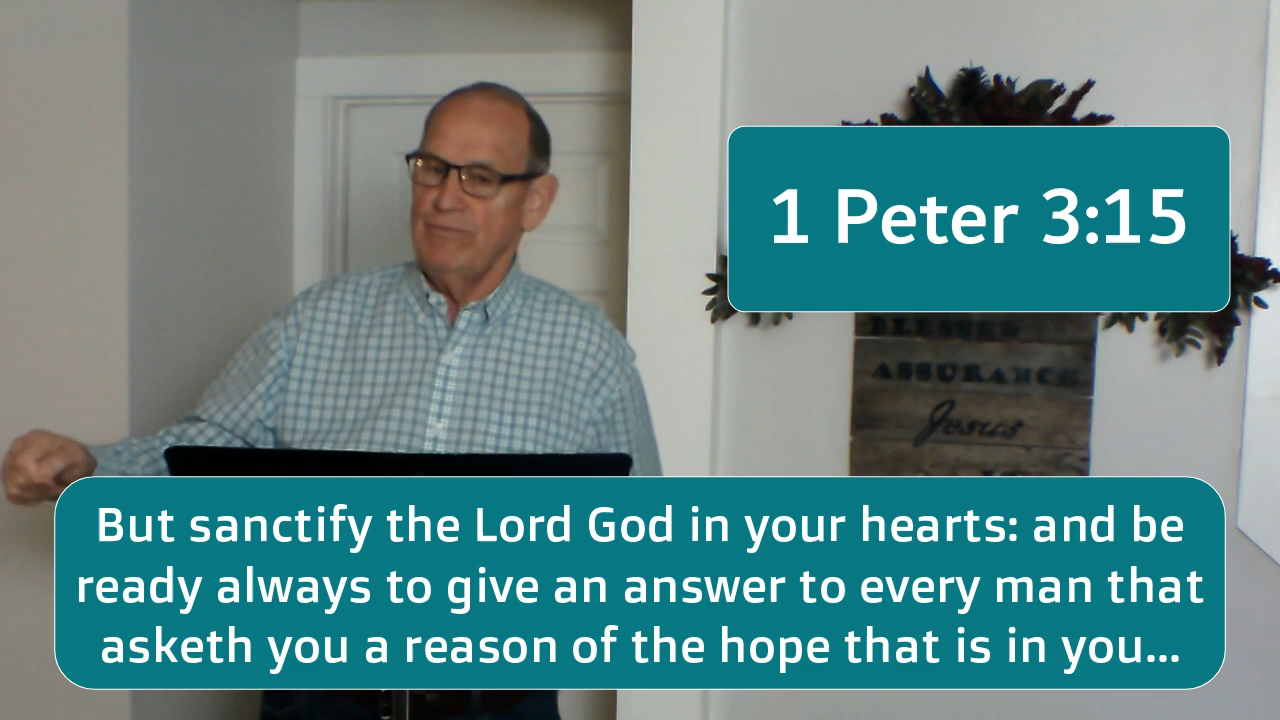 1 Peter 3:15
BLESSED
ASSURANCE
Jesus
But sanctify the Lord God in your hearts: and be
ready always to give an answer to every man that
asketh you a reason of the hope that is in you...